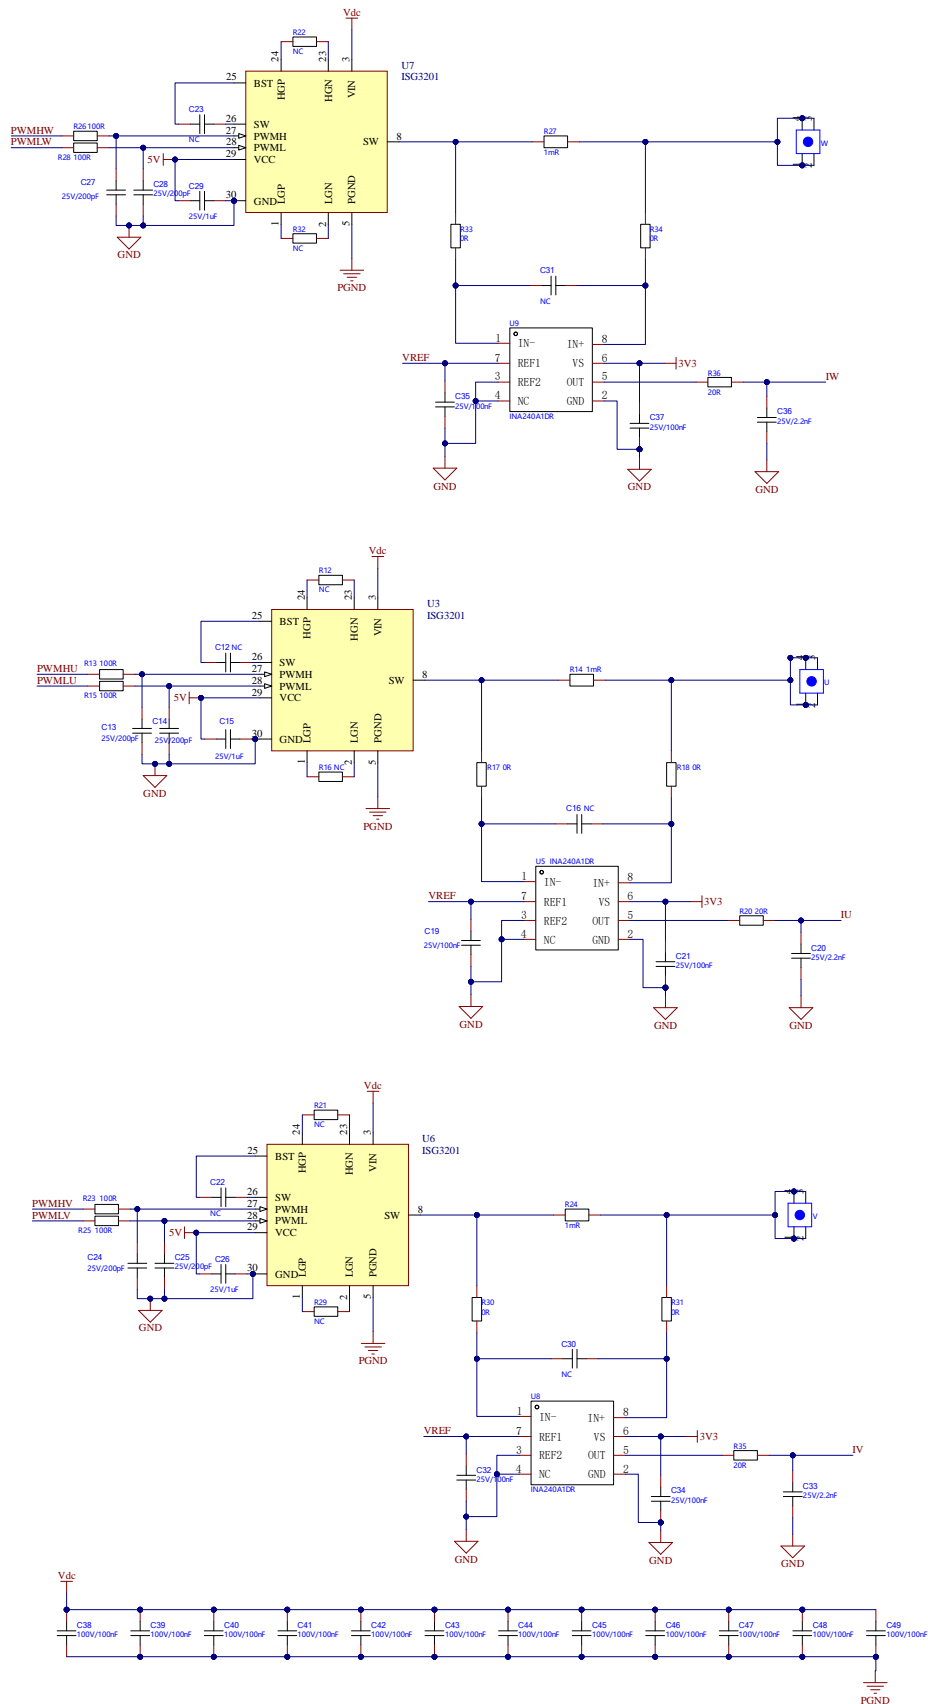 Vdc
R22
NC
24
23
3
U7
ISG3201
25
BST
HGP
HGN
VIN
C23
NC
26
SW
PWMHW
R26 100R
27
PWMH
PWMLW
R28 100R
28
PWML
5V
29
VCC
SW
8
R27
1mR
W
C27
25V/200pF
C28
25V/200pF
C29
25V/1uF
30
GND
LGP
LGN
PGND
1
2
5
R32
NC
GND
PGND
R33
0R
R34
0R
C31
NC
U9
1
IN-
IN+
8
VREF
7
REF1
VS
6
3V3
3
REF2
OUT
5
R36
20R
IW
4
NC
GND
2
C35
25V/100nF
INA240A1DR
C37
25V/100nF
C36
25V/2.2nF
GND
GND
GND
Vdc
R12
NC
24
23
3
U3
ISG3201
25
BST
HGP
HGN
VIN
C12 NC
26
SW
PWMHU
R13 100R
27
PWMH
PWMLU
R15 100R
28
PWML
5V
29
VCC
SW
8
R14 1mR
U
C13
25V/200pF
C14
25V/200pF
C15
25V/1uF
30
GND
LGP
LGN
PGND
1
2
5
R16 NC
GND
PGND
R17 0R
R18 0R
C16 NC
U5 INA240A1DR
1
IN-
IN+
8
VREF
7
REF1
VS
6
3V3
3
REF2
OUT
5
R20 20R
IU
4
NC
GND
2
C19
25V/100nF
C21
25V/100nF
C20
25V/2.2nF
GND
GND
GND
Vdc
R21
NC
24
23
3
U6
ISG3201
25
BST
HGP
HGN
VIN
C22
NC
26
SW
PWMHV
R23 100R
27
PWMH
PWMLV
R25 100R
28
PWML
5V
29
VCC
SW
8
R24
1mR
V
C24
25V/200pF
C25
25V/200pF
C26
25V/1uF
30
GND
LGP
LGN
PGND
1
2
5
R29
NC
GND
PGND
R30
0R
R31
0R
C30
NC
U8
1
IN-
IN+
8
VREF
7
REF1
VS
6
3V3
3
REF2
OUT
5
R35
20R
IV
4
NC
GND
2
C32
25V/100nF
INA240A1DR
C34
25V/100nF
C33
25V/2.2nF
GND
GND
GND
Vdc
C38 C39 C40 C41 C42 C43 C44 C45 C46 C47 C48 C49
100V/100nF 100V/100nF 100V/100nF 100V/100nF 100V/100nF 100V/100nF 100V/100nF 100V/100nF 100V/100nF 100V/100nF 100V/100nF 100V/100nF
PGND